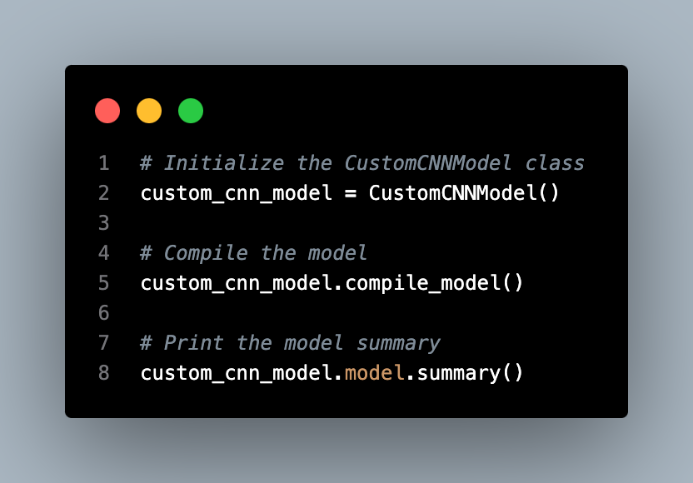 1 # Initialize the CustomCNNModel class
2 custom_cnn_model = CustomCNNModel()
3
4 # Compile the model
5 custom_cnn_model.compile_model()
6
7 # Print the model summary
8 custom_cnn_model.model.summary()